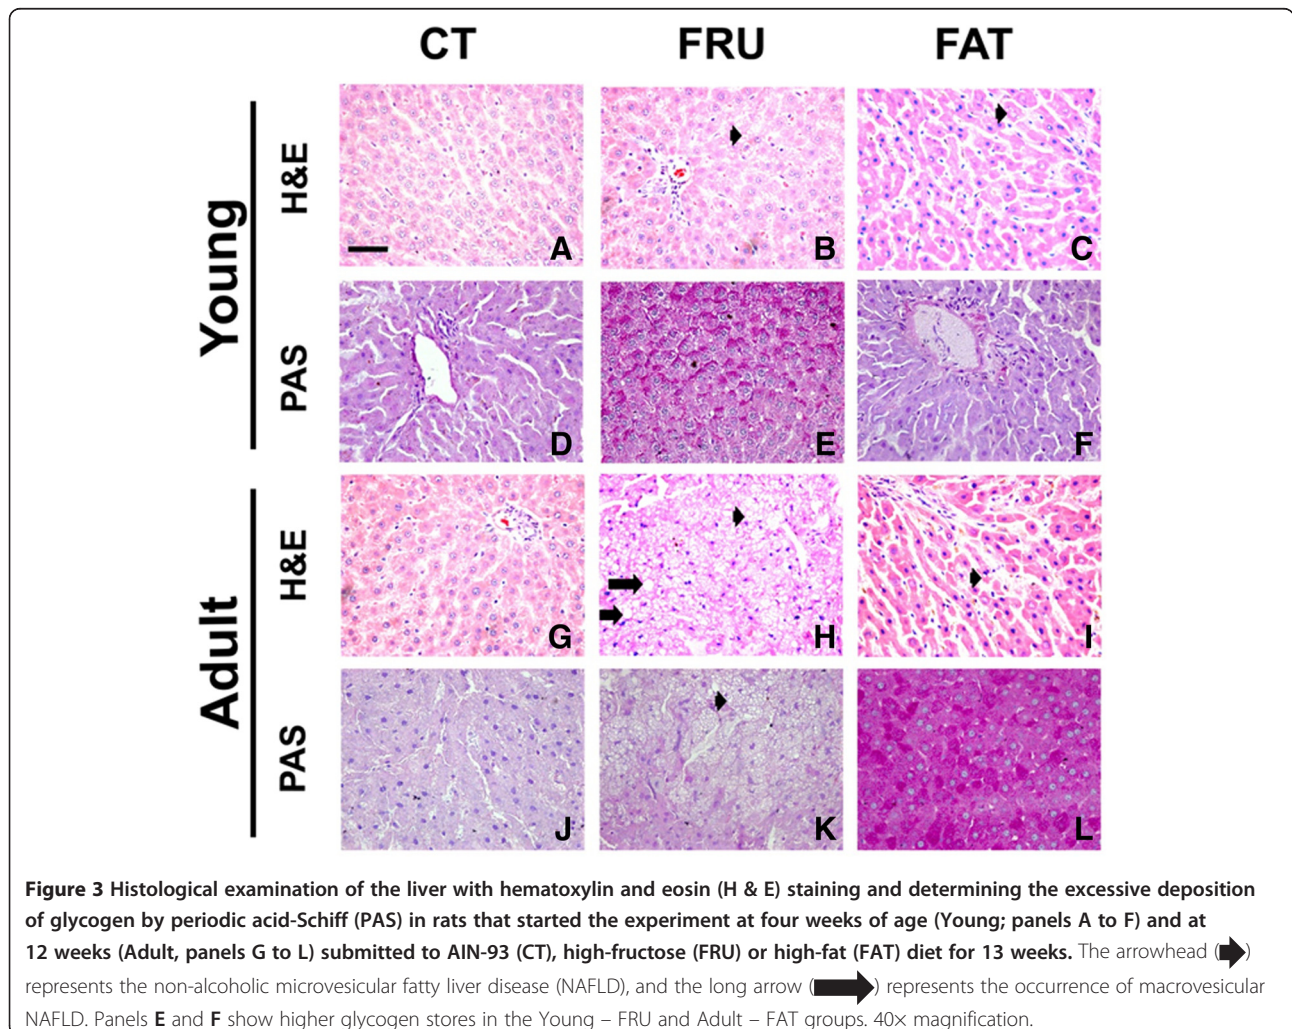 CT FRU FAT
Young
H&E
A B C
PAS
D E F
Adult
H&E
G H I
PAS
J K L
Figure 3 Histological examination of the liver with hematoxylin and eosin (H & E) staining and determining the excessive deposition
of glycogen by periodic acid-Schiff (PAS) in rats that started the experiment at four weeks of age (Young; panels A to F) and at
12 weeks (Adult, panels G to L) submitted to AIN-93 (CT), high-fructose (FRU) or high-fat (FAT) diet for 13 weeks. The arrowhead ( )
represents the non-alcoholic microvesicular fatty liver disease (NAFLD), and the long arrow ( ) represents the occurrence of macrovesicular
NAFLD. Panels E and F show higher glycogen stores in the Young – FRU and Adult – FAT groups. 40× magnification.